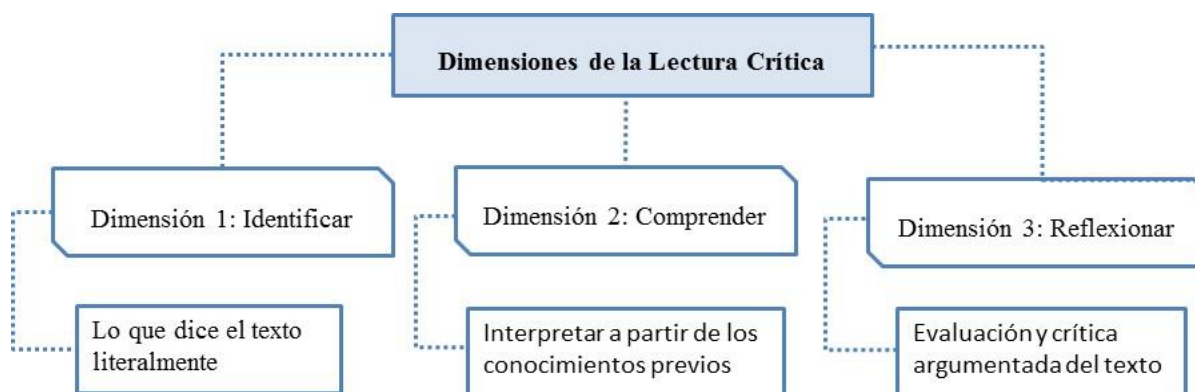 Dimensiones de la Lectura Crítica
Dimensión 1: Identificar
Dimensión 2: Comprender
Dimensión 3: Reflexionar
Lo que dice el texto
literalmente
Interpretar a partir de los
conocimientos previos
Evaluación y crítica
argumentada del texto